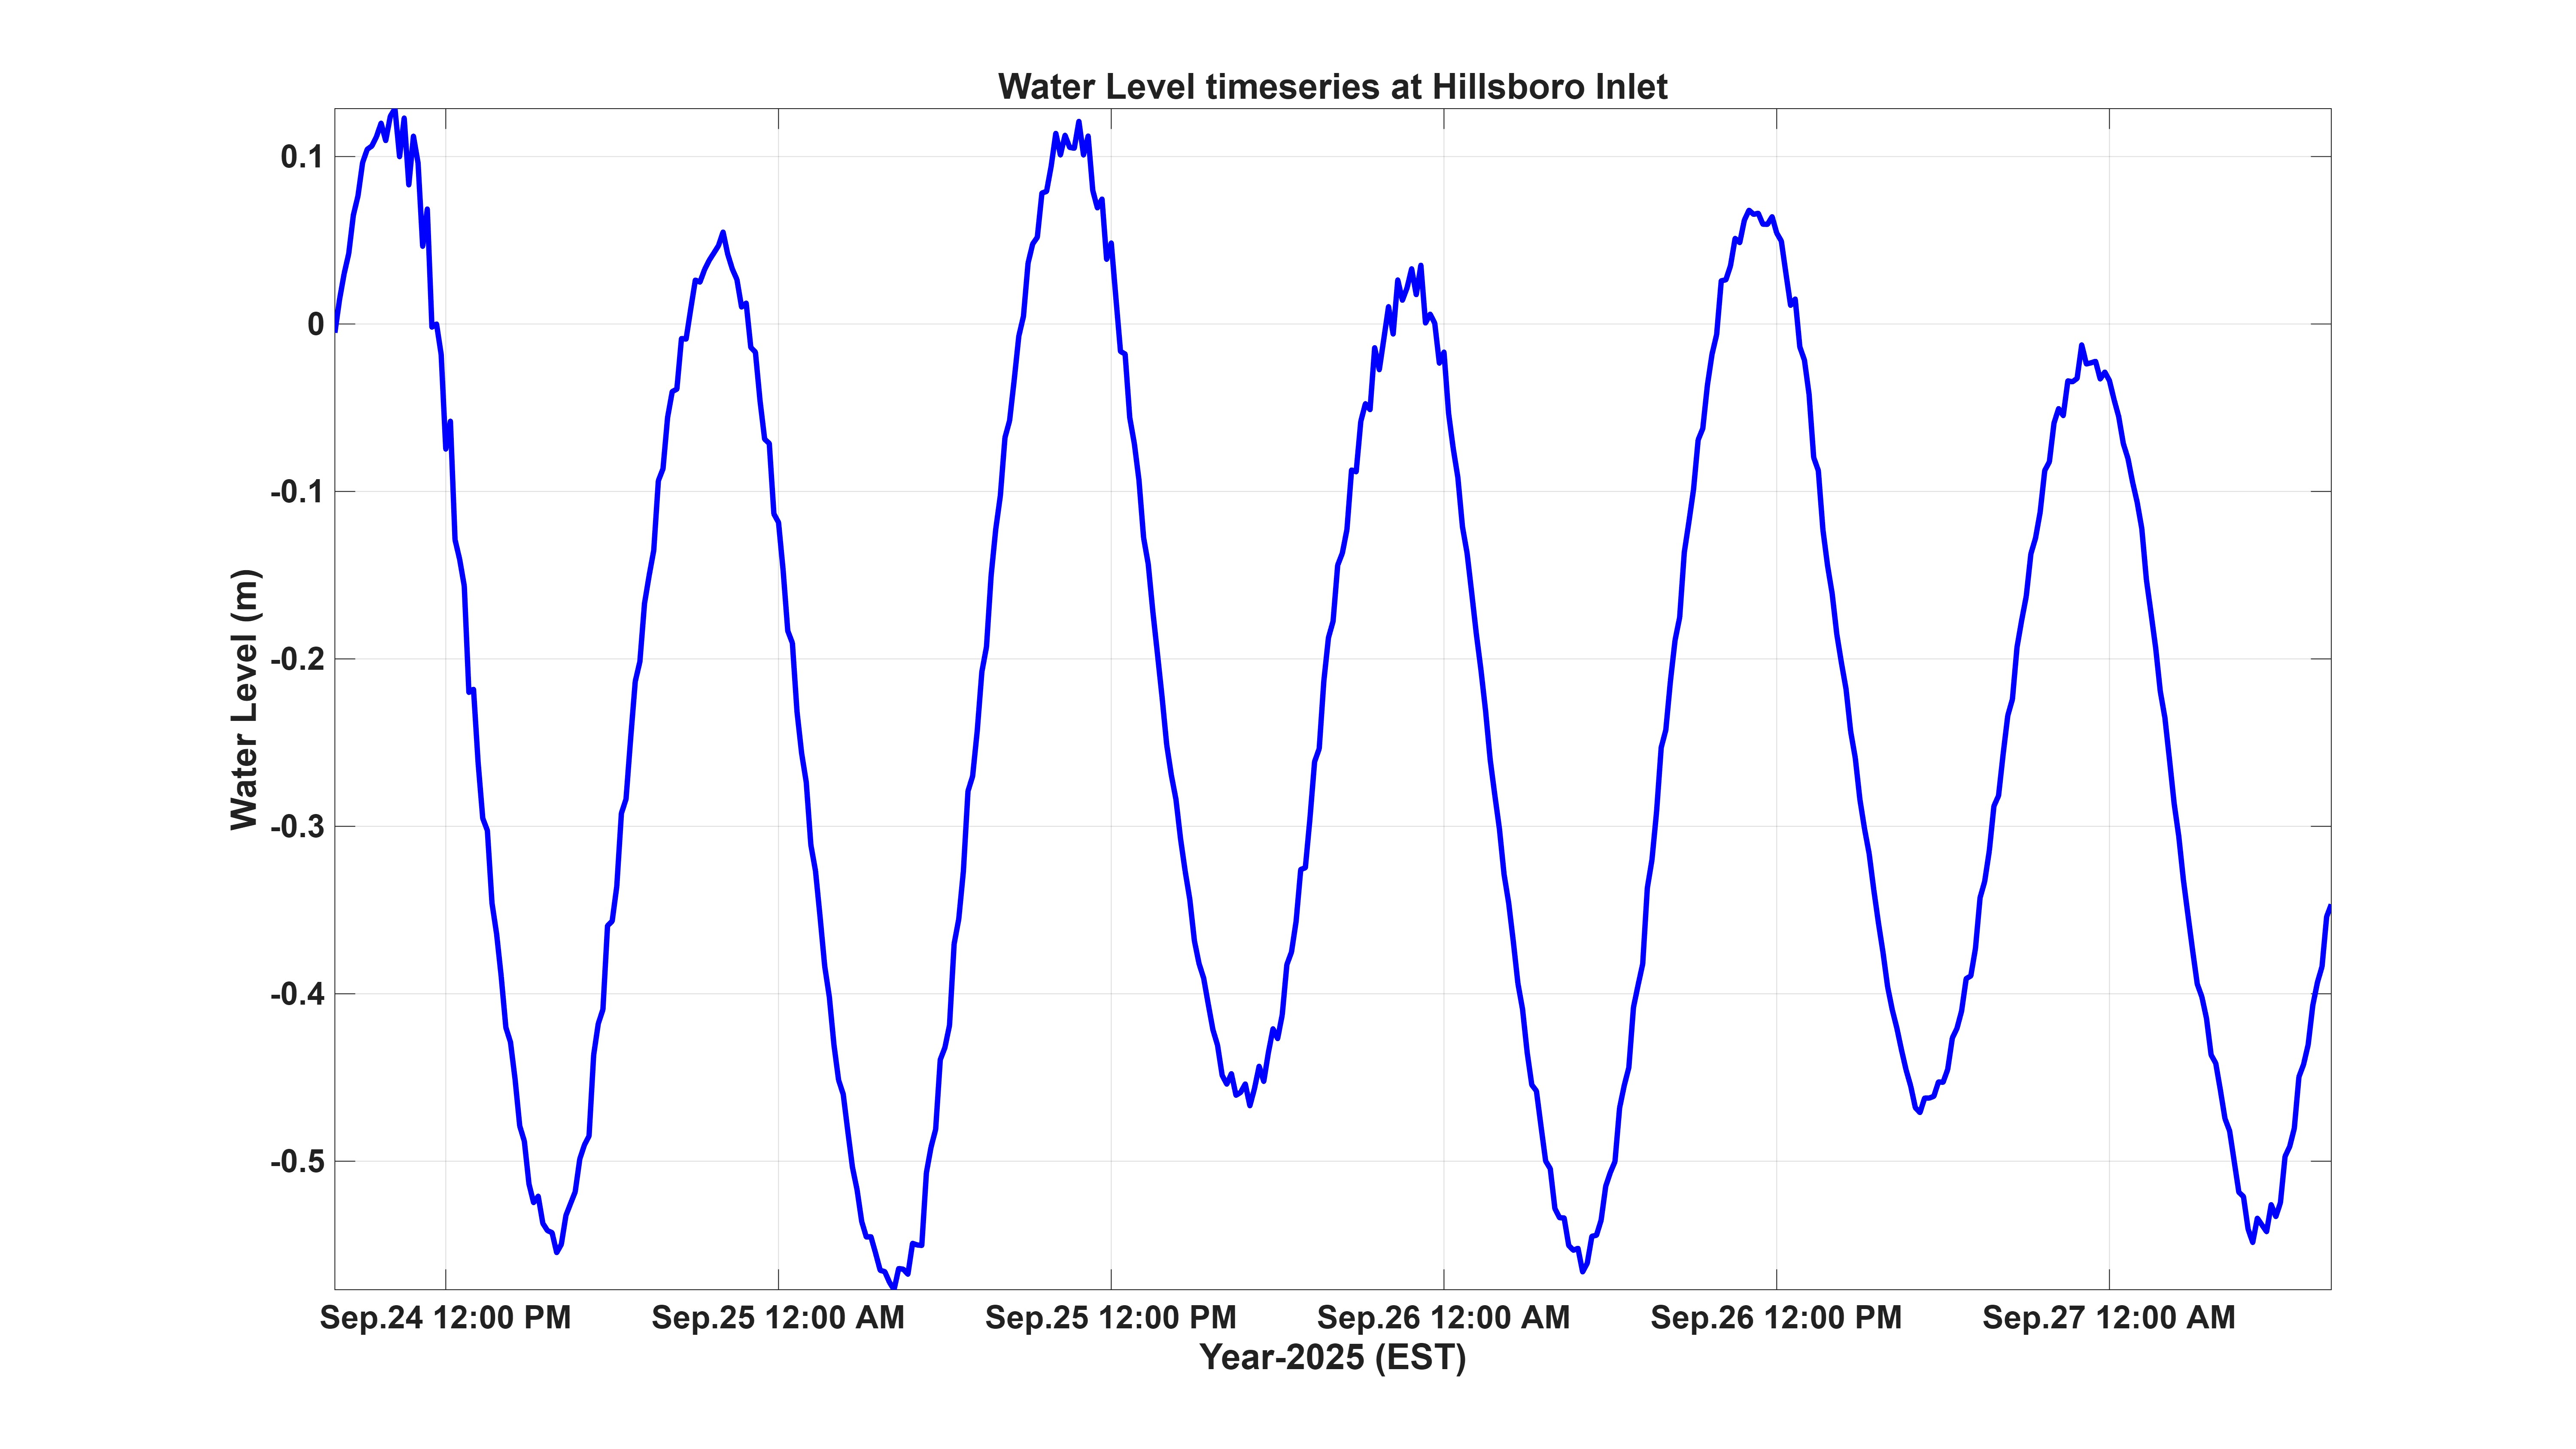 Water Level timeseries at Hillsboro Inlet
0.1
0
-0.1
-0.2
-0.3
-0.4
-0.5
Water Level (m)
Sep.24 12:00 PM Sep.25 12:00 AM Sep.25 12:00 PM Sep.26 12:00 AM Sep.26 12:00 PM Sep.27 12:00 AM
Year-2025 (EST)